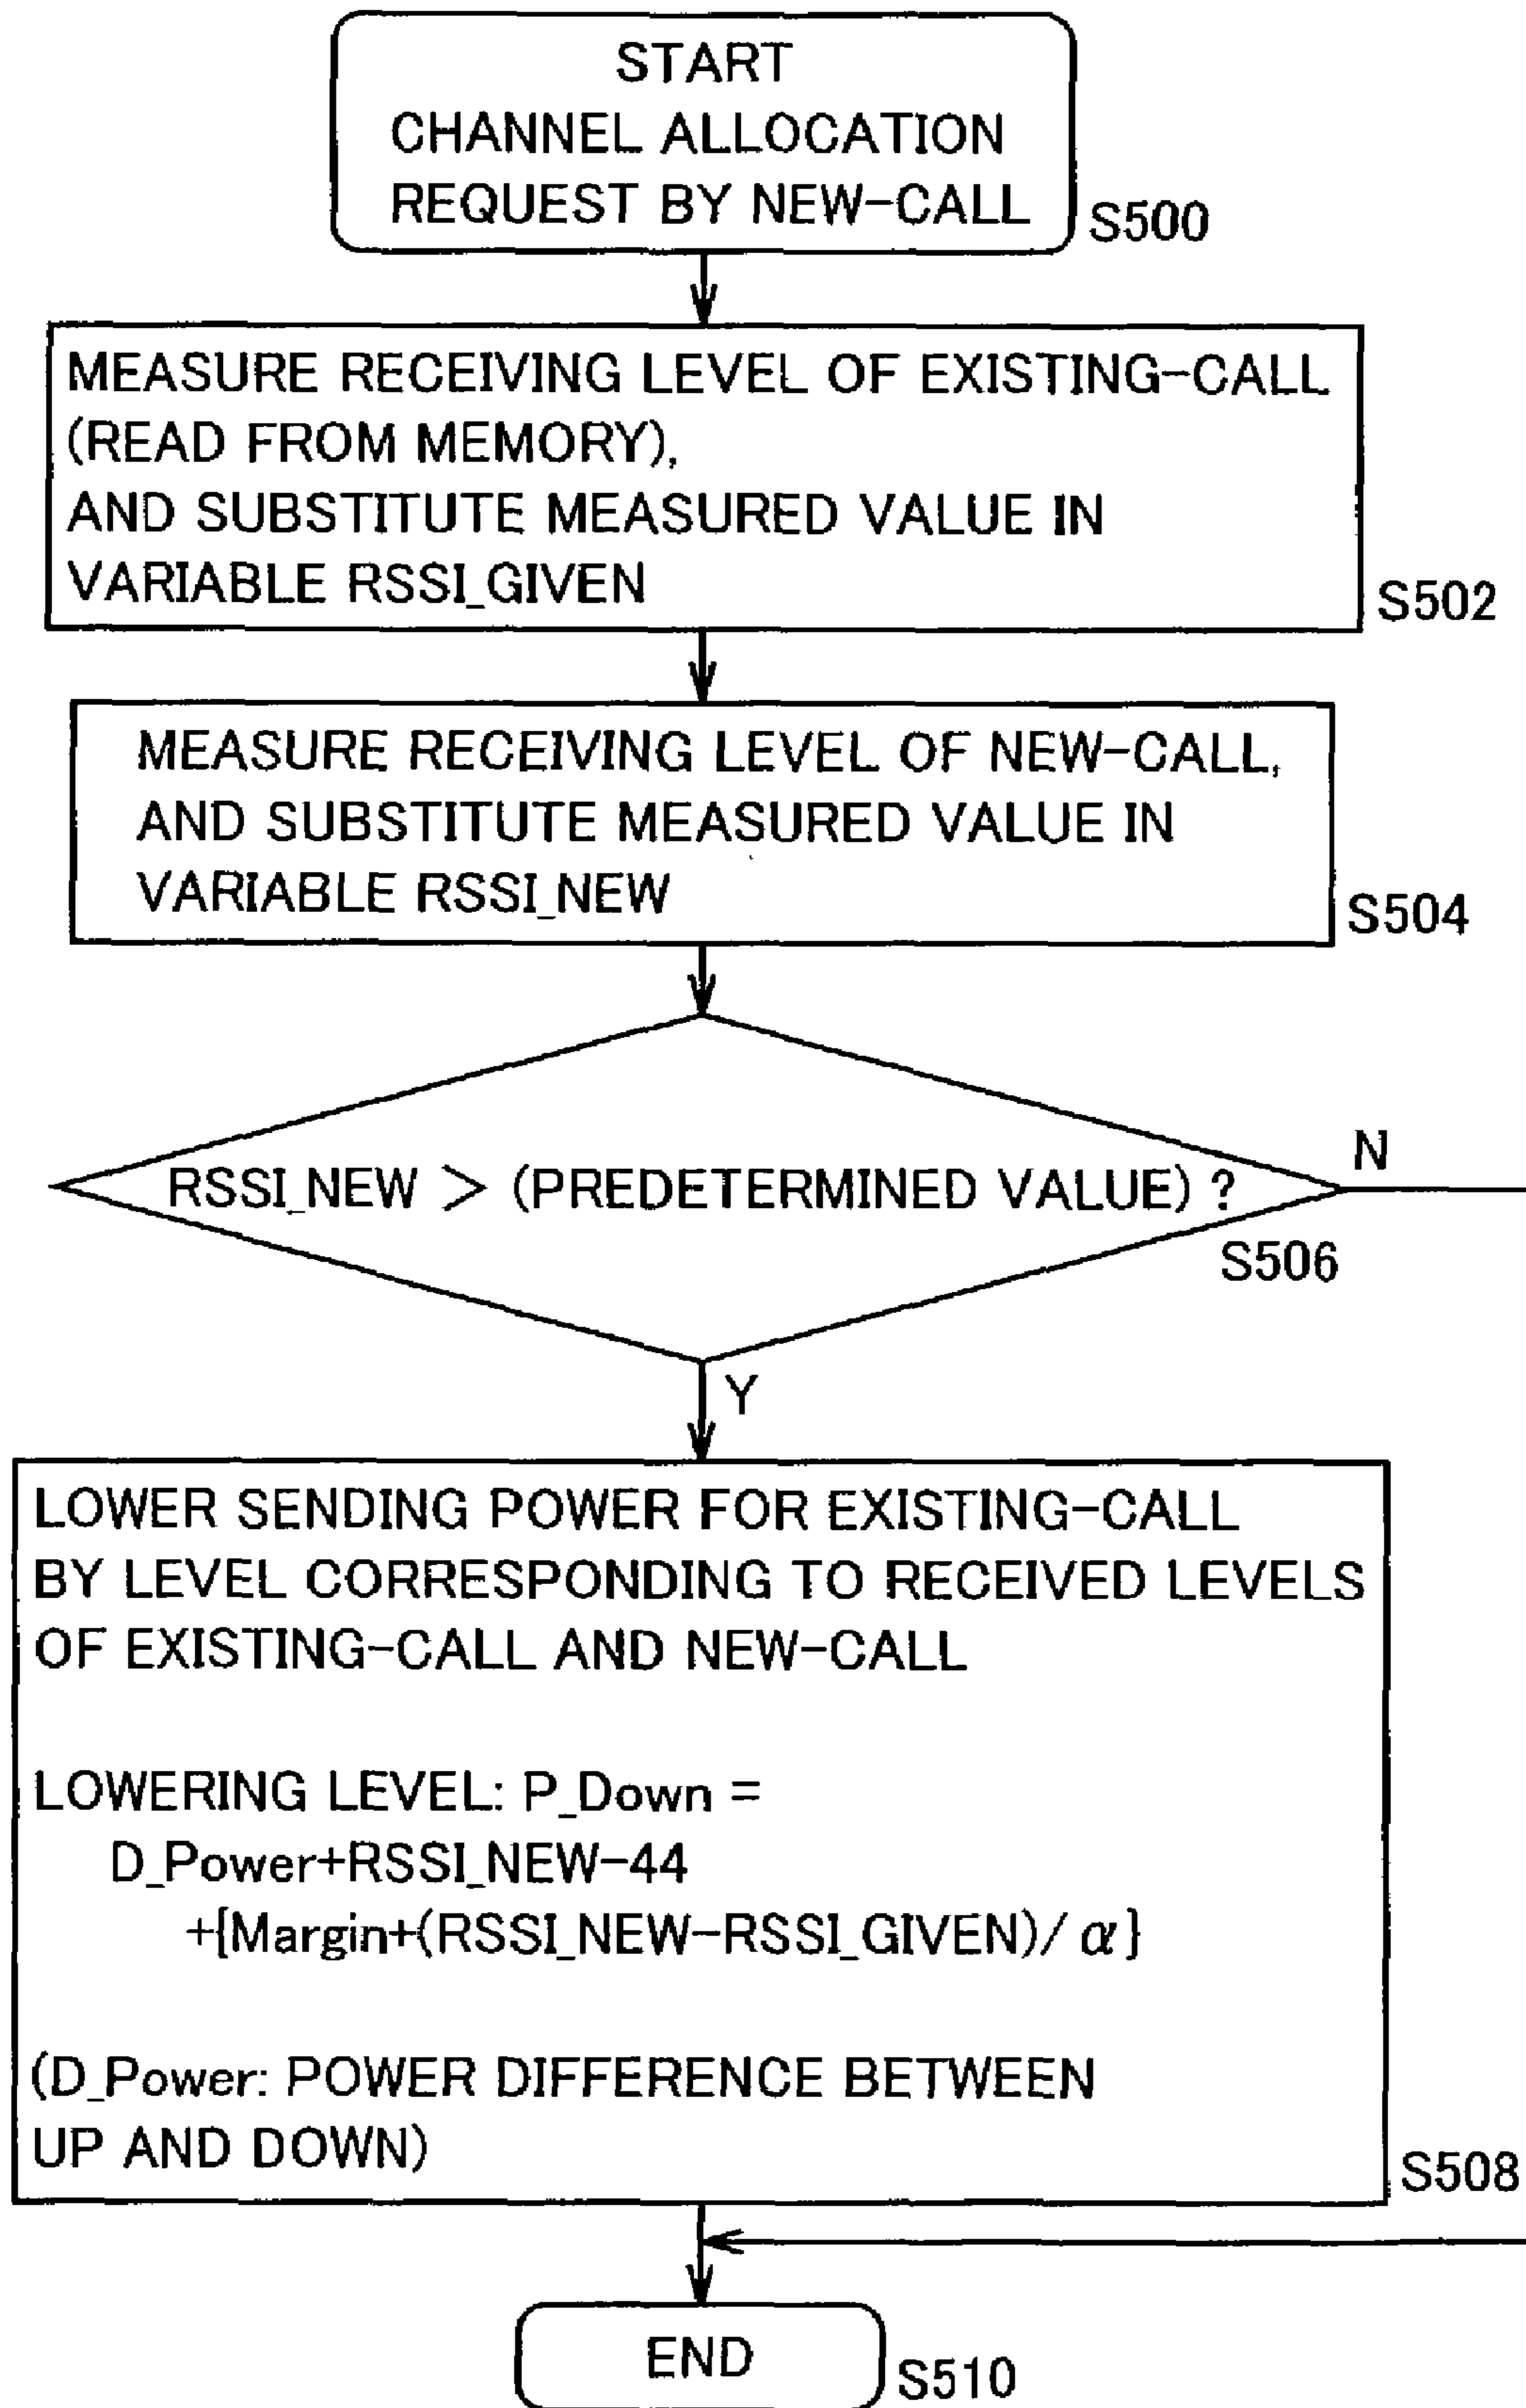 START
CHANNEL ALLOCATION
REQUEST BY NEW-CALL
S500
MEASURE RECEIVING LEVEL OF EXISTING-CALL
(READ FROM MEMORY),
AND SUBSTITUTE MEASURED VALUE IN
VARIABLE RSSI_GIVEN
S502
MEASURE RECEIVING LEVEL OF NEW-CALL,
AND SUBSTITUTE MEASURED VALUE IN
VARIABLE RSSI_NEW
S504
RSSI_NEW > (PREDETERMINED VALUE) ?
N
S506
Y
LOWER SENDING POWER FOR EXISTING-CALL
BY LEVEL CORRESPONDING TO RECEIVED LEVELS
OF EXISTING-CALL AND NEW-CALL
LOWERING LEVEL: P_Down =
D_Power+RSSI_NEW-44
+{Margin+(RSSI_NEW-RSSI_GIVEN)/ α}
(D_Power: POWER DIFFERENCE BETWEEN
UP AND DOWN)
S508
END
S510